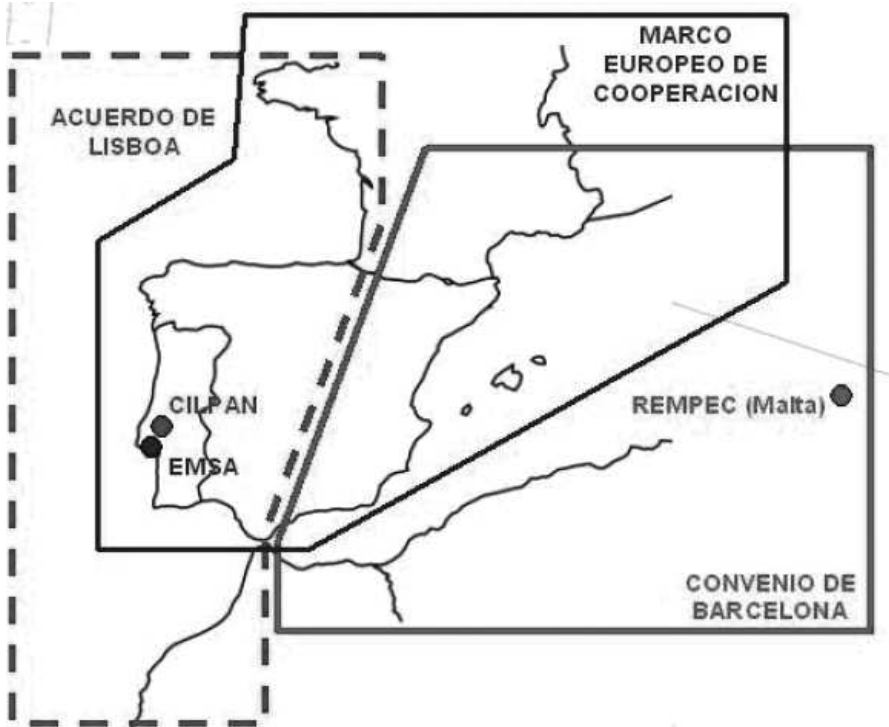 MARCO
EUROPEO DE
COOPERACION
ACUERDO DE
LISBOA
CILPAN
EMSA
REMPEC (Malta)
CONVENIO DE
BARCELONA